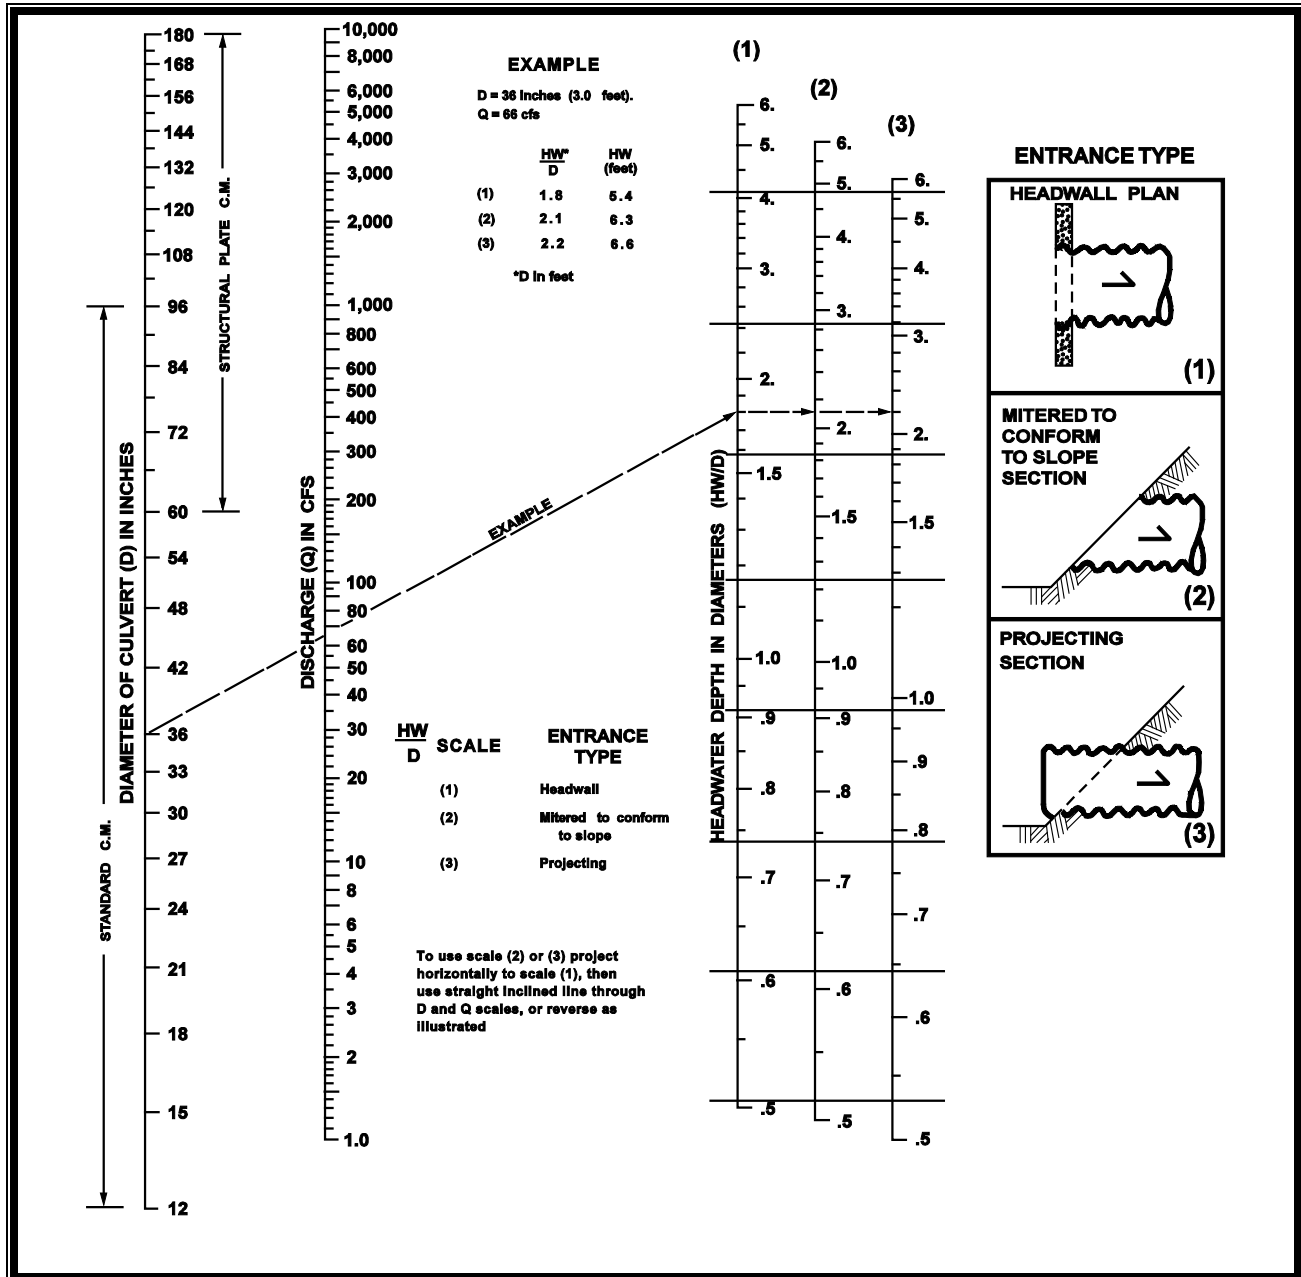 180
168
156
144
132
120
108
96
84
72
60
54
48
42
36
33
30
27
24
21
18
15
12
STANDARD C.M.
DIAMETER OF CULVERT (D) IN INCHES
STRUCTURAL PLATE C.M.
10,000
8,000
6,000
5,000
4,000
3,000
2,000
1,000
800
600
500
400
300
200
100
80
60
50
40
30
20
10
8
6
5
4
3
2
1.0
DISCHARGE (Q) IN CFS
EXAMPLE
D = 36 inches (3.0 feet).
Q = 66 cfs
HW* HW
D (feet)
(1) 1.8 5.4
(2) 2.1 6.3
(3) 2.2 6.6
*D in feet
EXAMPLE
HW
D SCALE
ENTRANCE
TYPE
(1) Headwall
(2) Mitered to conform
to slope
(3) Projecting
To use scale (2) or (3) project
horizontally to scale (1), then
use straight inclined line through
D and Q scales, or reverse as
illustrated
HEADWATER DEPTH IN DIAMETERS (HW/D)
(1)
6.
5.
4.
3.
2.
1.5
1.0
.9
.8
.7
.6
.5
(2)
6.
5.
4.
3.
2.
1.5
1.0
.9
.8
.7
.6
.5
(3)
6.
5.
4.
3.
2.
1.5
1.0
.9
.8
.7
.6
.5
ENTRANCE TYPE
HEADWALL PLAN
(1)
MITERED TO
CONFORM
TO SLOPE
SECTION
(2)
PROJECTING
SECTION
(3)